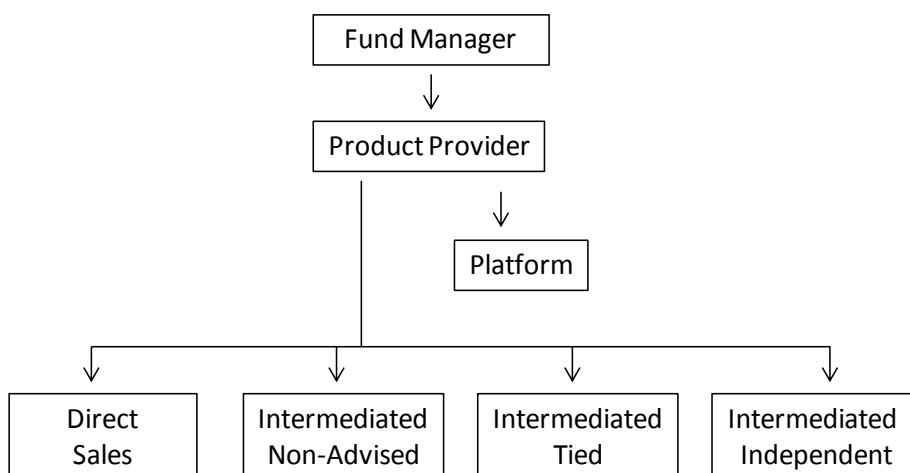 Fund Manager
Product Provider
Platform
Direct
Sales
Intermediated
Non-Advised
Intermediated
Tied
Intermediated
Independent